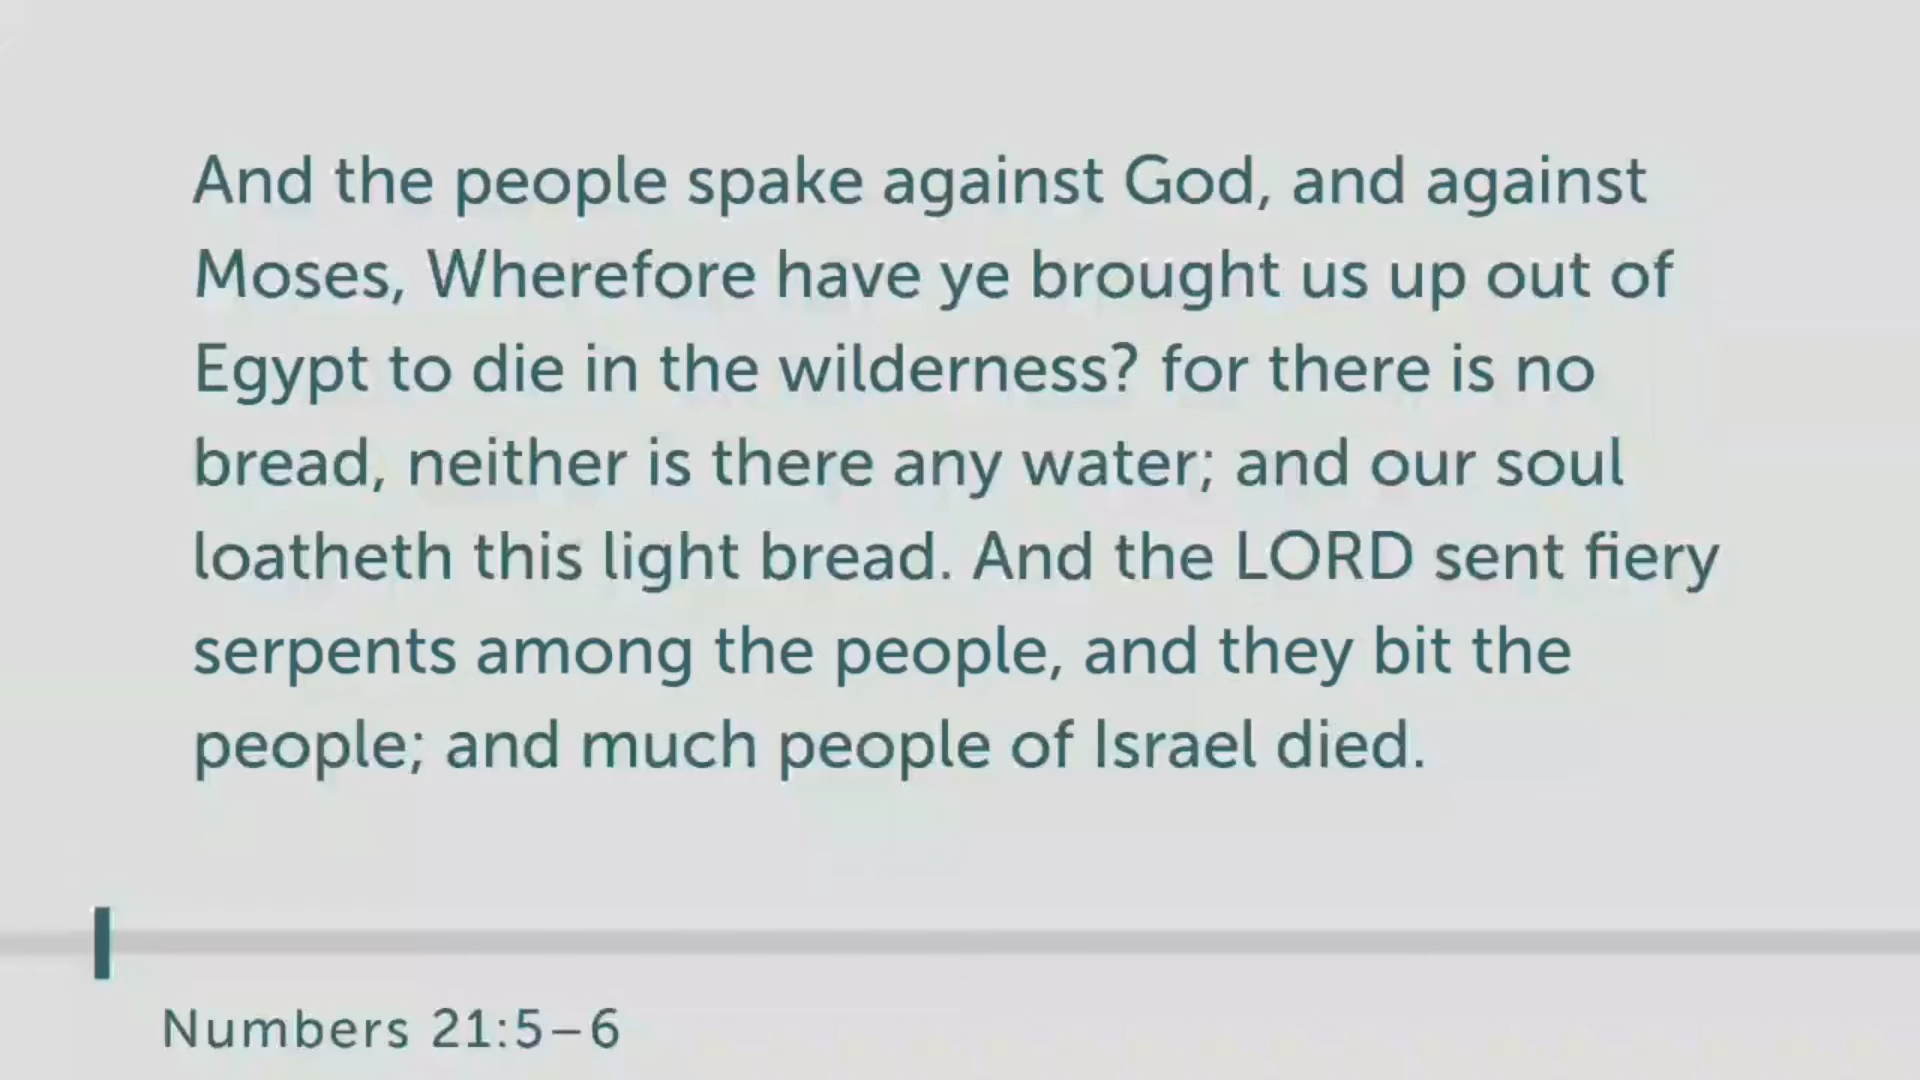 And the people spake against God, and against
Moses, Wherefore have ye brought us up out of
Egypt to die in the wilderness? for there is no
bread, neither is there any water; and our soul
loatheth this light bread. And the LORD sent fiery
serpents among the people, and they bit the
people; and much people of Israel died.
Numbers 21:5–6